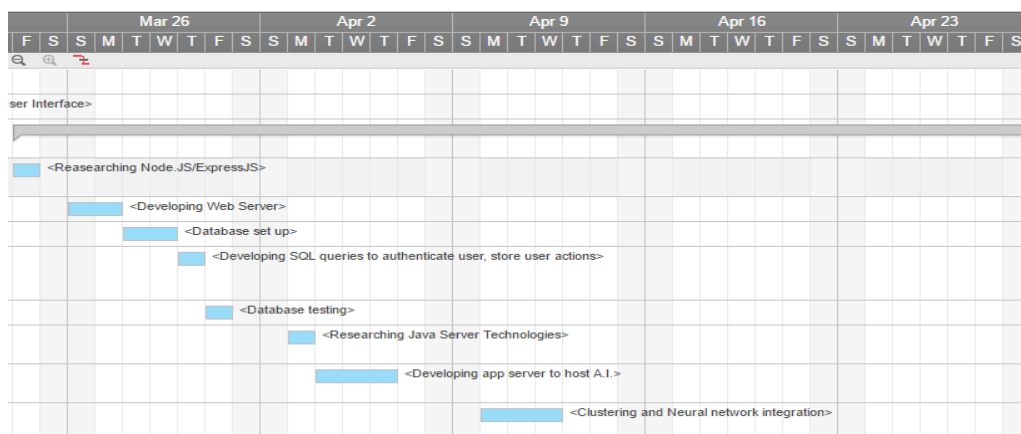 Mar 26 Apr 2 Apr 9 Apr 16 Apr 23
F S S M T W T F S S M T W T F S S M T W T F S S M T W T F S S M T W T F S
ser Interface>
<Reasearching Node.JS/ExpressJS>
<Developing Web Server>
<Database set up>
<Developing SQL queries to authenticate user, store user actions>
<Database testing>
<Researching Java Server Technologies>
<Developing app server to host A.I.>
<Clustering and Neural network integration>